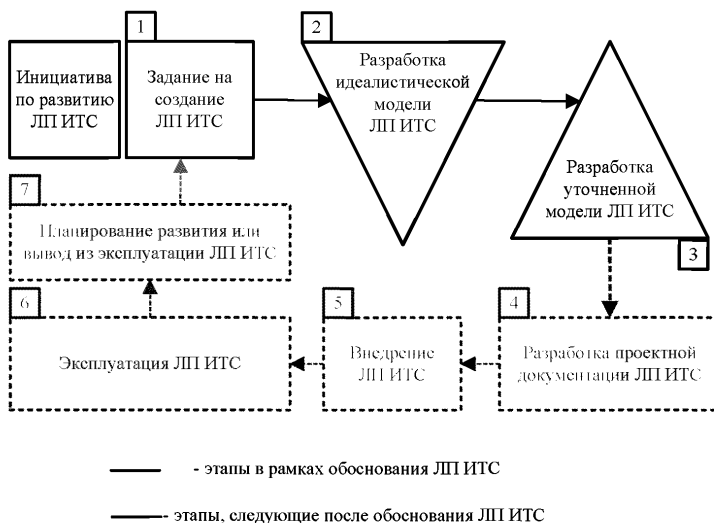 1
Инициатива
по развитию
ЛП ИТС
Задание на
создание
ЛП ИТС
2
Разработка
идеалистической
модели
ЛП ИТС
Разработка
уточненной
модели ЛП ИТС
3
7
Планирование развития или
вывод из эксплуатации ЛП ИТС
6
Эксплуатация ЛП ИТС
5
Внедрение
ЛП ИТС
4
Разработка проектной
документации ЛП ИТС
- этапы в рамках обоснования ЛП ИТС
- этапы, следующие после обоснования ЛП ИТС